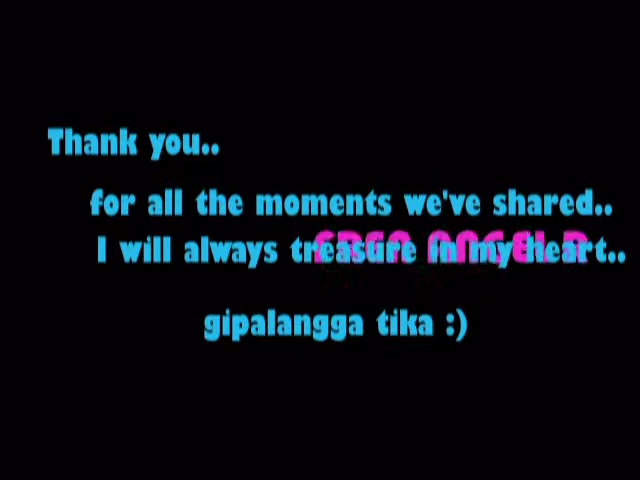 Thank you..
for all the moments we've shared..
I will always treasure in my heart..
gipalangga tika :)